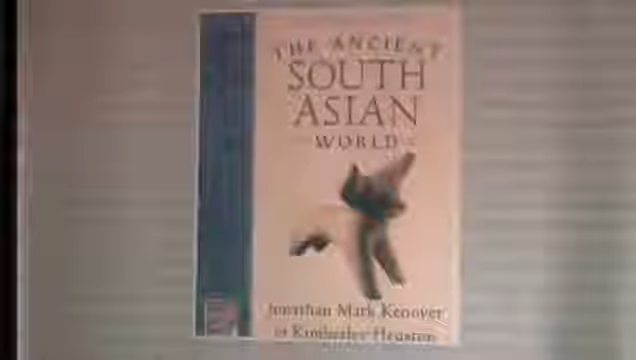 THE ANCIENT
SOUTH
ASIAN
WORLD
Jonathan Mark Kenoyer
& Kimberley Heuston